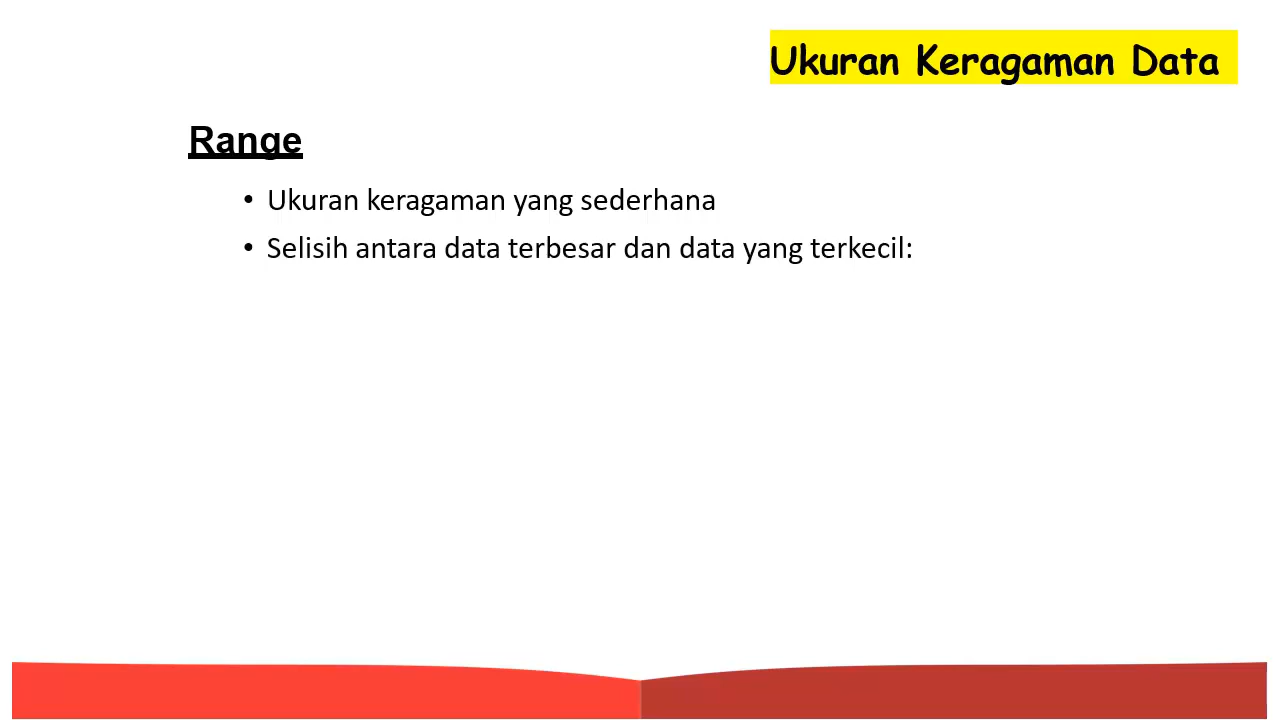 Ukuran Keragaman Data
Range
• Ukuran keragaman yang sederhana
• Selisih antara data terbesar dan data yang terkecil: